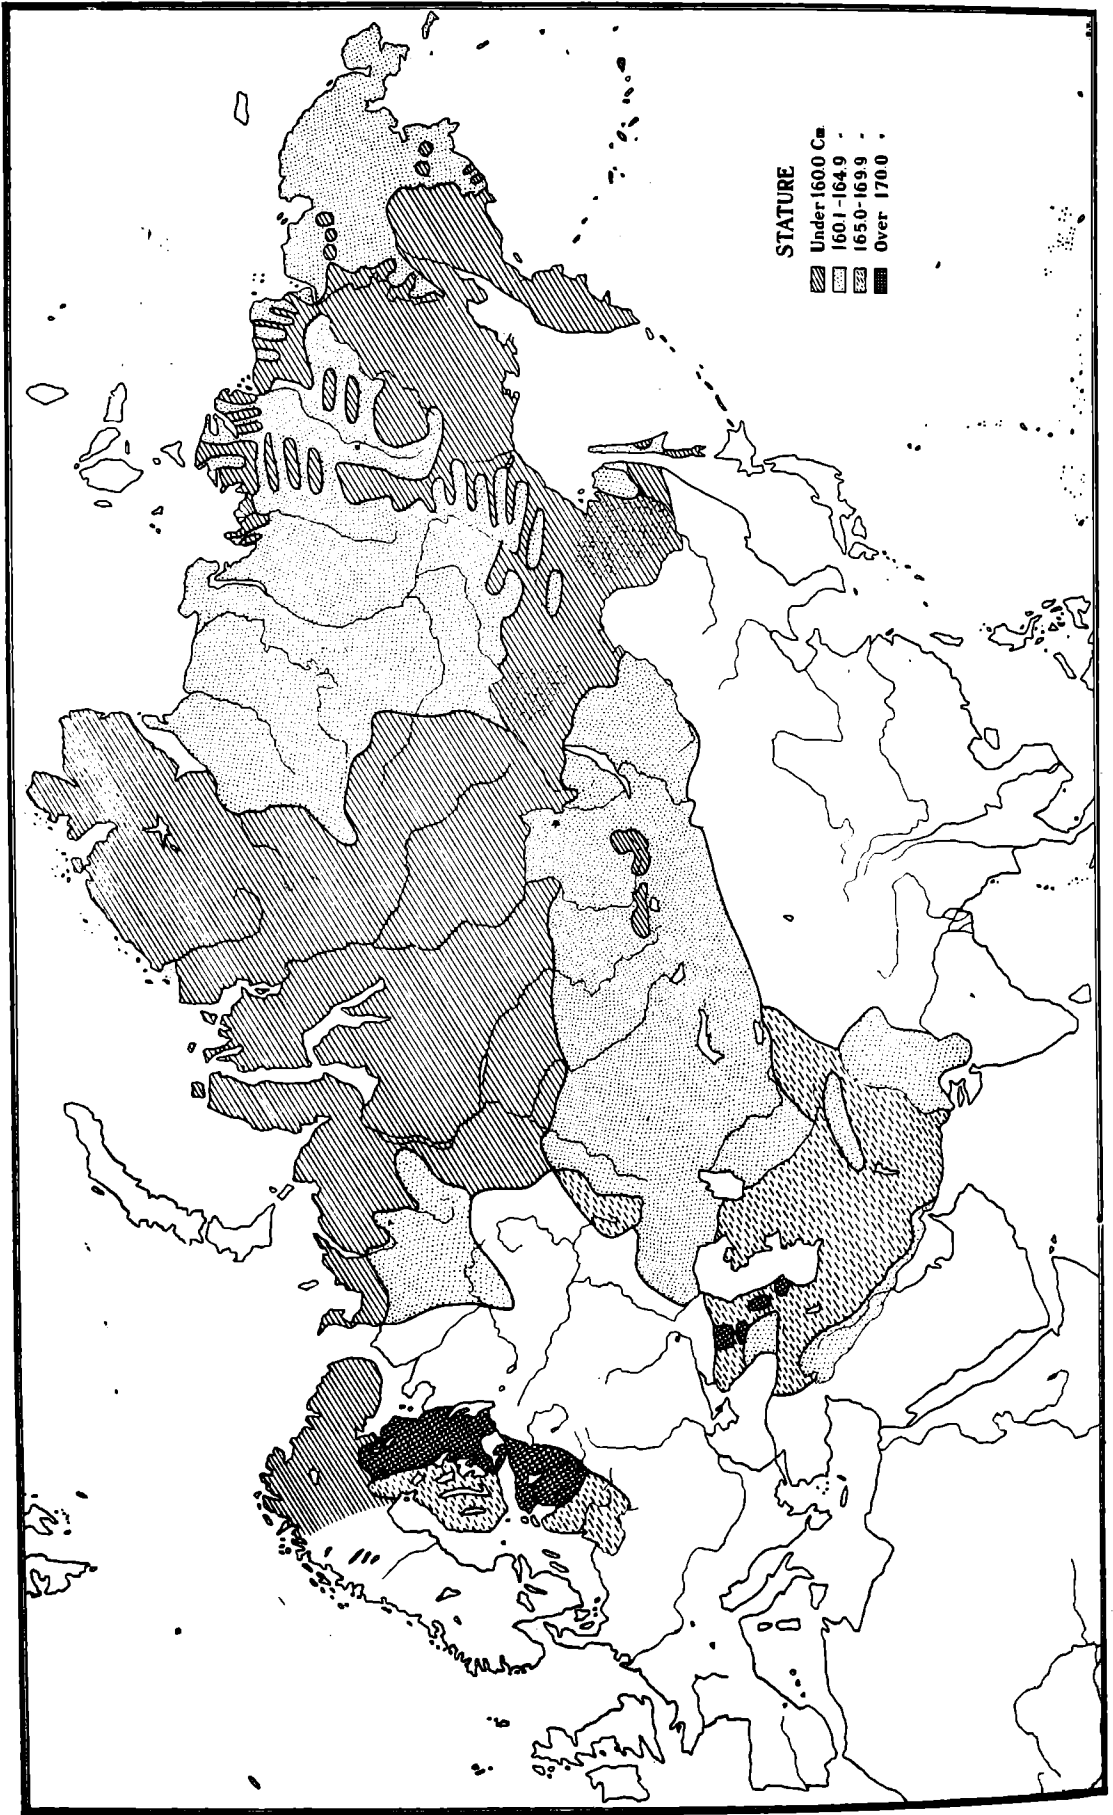 STATURE
Under 160.0 Cm.
160.1-164.9 "
165.0-169.9 "
Over 170.0 "